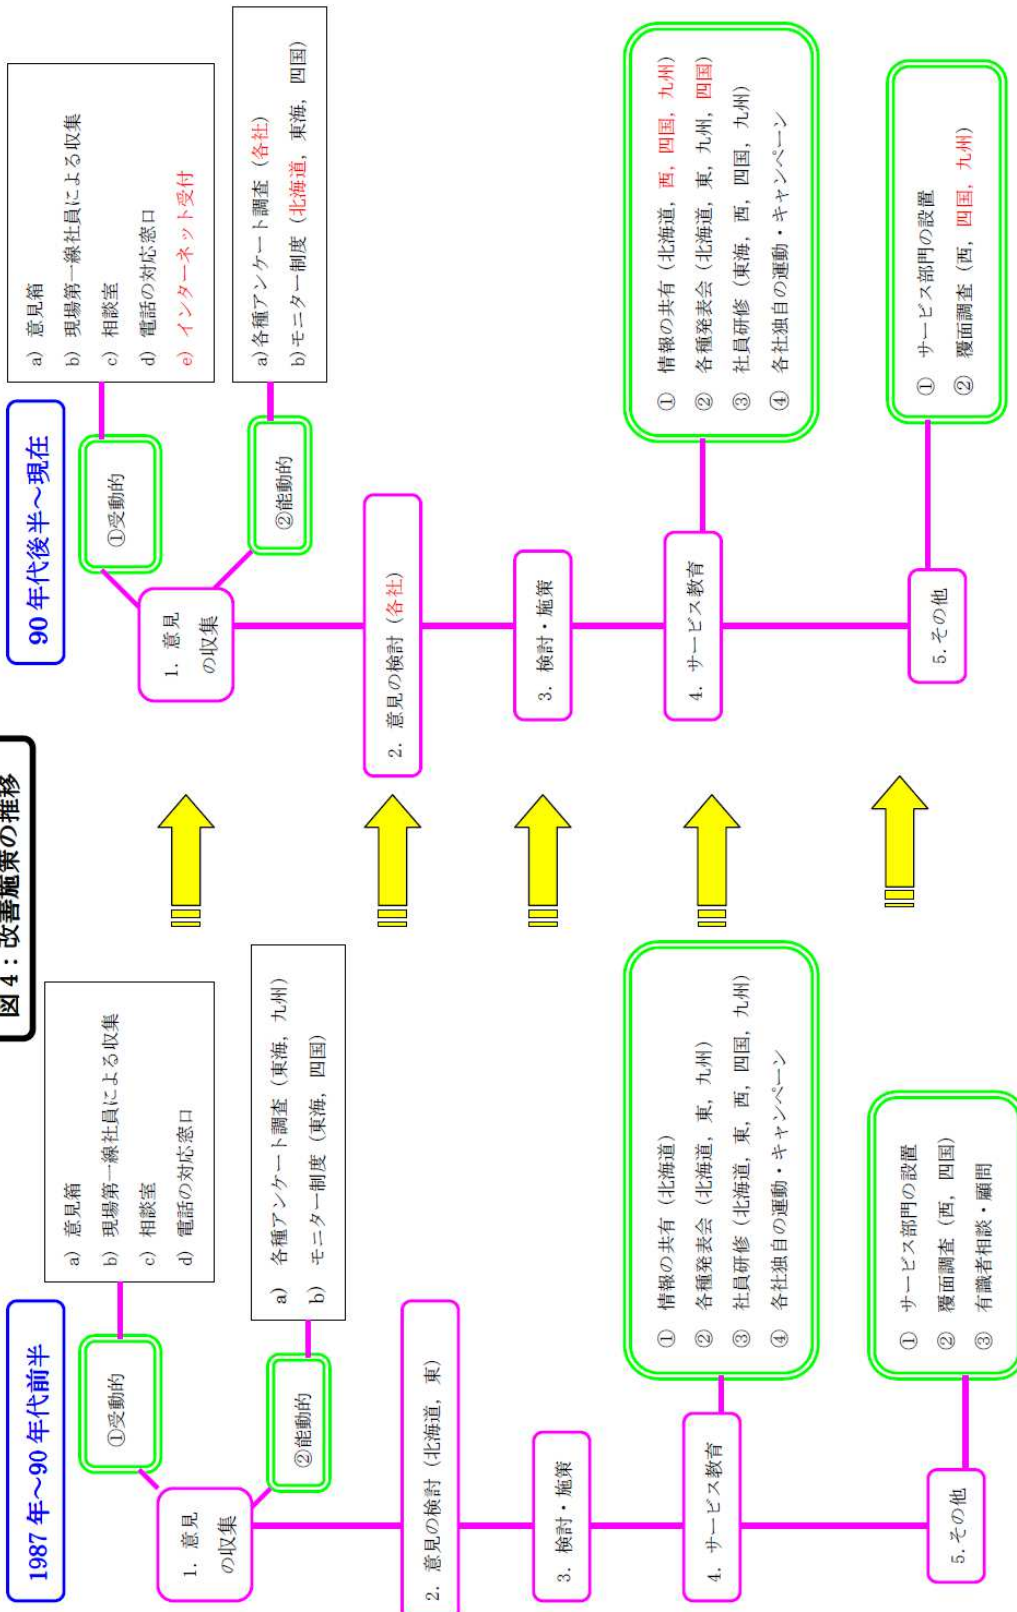 図 4：改善施策の推移
1987 年～90 年代前半
1. 意見
の収集
①受動的
a) 意見箱
b) 現場第一線社員による収集
c) 相談室
d) 電話の対応窓口
②能動的
a) 各種アンケート調査（東海，九州）
b) モニター制度（東海，四国）
2. 意見の検討（北海道，東）
3. 検討・施策
4. サービス教育
① 情報の共有（北海道）
② 各種発表会（北海道，東，九州）
③ 社員研修（北海道，東，西，四国，九州）
④ 各社独自の運動・キャンペーン
5.その他
① サービス部門の設置
② 覆面調査（西，四国）
③ 有識者相談・顧問
90 年代後半～現在
1. 意見
の収集
①受動的
a) 意見箱
b) 現場第一線社員による収集
c) 相談室
d) 電話の対応窓口
e) インターネット受付
②能動的
a)各種アンケート調査（各社）
b)モニター制度（北海道，東海，四国）
2. 意見の検討（各社）
3. 検討・施策
4. サービス教育
① 情報の共有（北海道，西，四国，九州）
② 各種発表会（北海道，東，九州，四国）
③ 社員研修（東海，西，四国，九州）
④ 各社独自の運動・キャンペーン
5.その他
① サービス部門の設置
② 覆面調査（西，四国，九州）